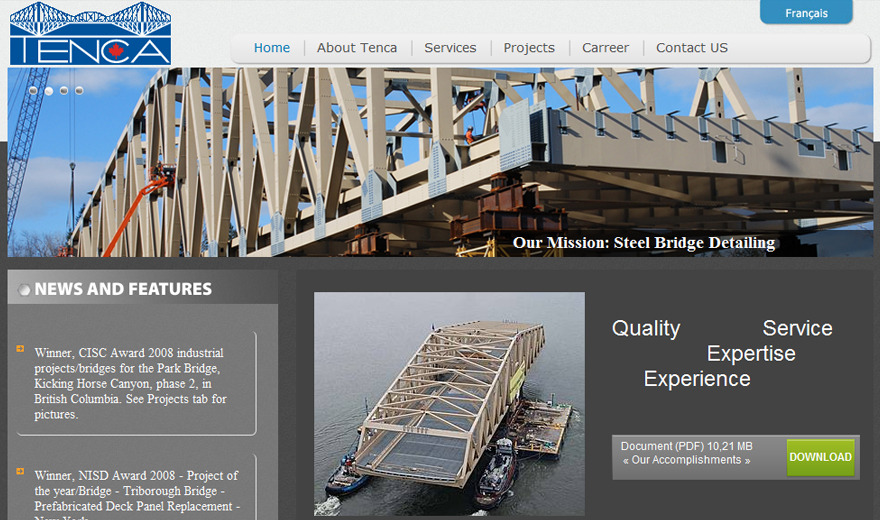 TENCA
Français
Home
About Tenca
Services
Projects
Carreer
Contact US
Our Mission: Steel Bridge Detailing
NEWS AND FEATURES
Winner, CISC Award 2008 industrial
projects/bridges for the Park Bridge,
Kicking Horse Canyon, phase 2, in
British Columbia. See Projects tab for
pictures.
Winner, NISD Award 2008 - Project of
the year/Bridge - Triborough Bridge -
Prefabricated Deck Panel Replacement -
New York
Quality Service
Expertise
Experience
Document (PDF) 10,21 MB
« Our Accomplishments »
DOWNLOAD